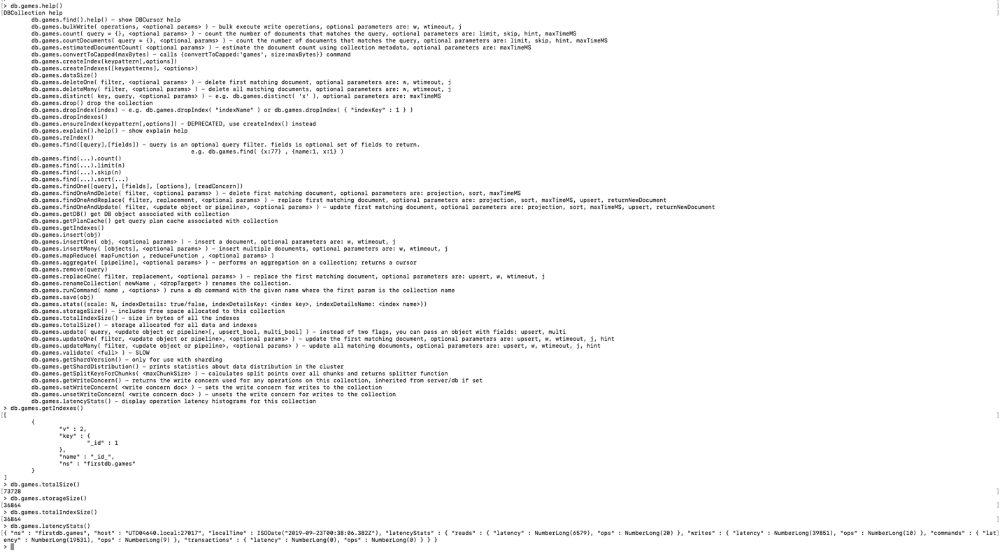 > db.games.help()
DBCollection help
db.games.find().help() - show DBCursor help
db.games.bulkWrite( operations, <optional params> ) - bulk execute write operations, optional parameters are: w, wtimeout, j
db.games.count( query = {}, <optional params> ) - count the number of documents that matches the query, optional parameters are: limit, skip, hint, maxTimeMS
db.games.countDocuments( query = {}, <optional params> ) - count the number of documents that matches the query, optional parameters are: limit, skip, hint, maxTimeMS
db.games.estimatedDocumentCount( <optional params> ) - estimate the document count using collection metadata, optional parameters are: maxTimeMS
db.games.convertToCapped(maxBytes) - calls {convertToCapped:'games', size:maxBytes}} command
db.games.createIndex(keypattern[,options])
db.games.createIndexes([keypatterns], <options>)
db.games.dataSize()
db.games.deleteOne( filter, <optional params> ) - delete first matching document, optional parameters are: w, wtimeout, j
db.games.deleteMany( filter, <optional params> ) - delete all matching documents, optional parameters are: w, wtimeout, j
db.games.distinct( key, query, <optional params> ) - e.g. db.games.distinct( 'x' ), optional parameters are: maxTimeMS
db.games.drop() drop the collection
db.games.dropIndex(index) - e.g. db.games.dropIndex( "indexName" ) or db.games.dropIndex( { "indexKey" : 1 } )
db.games.dropIndexes()
db.games.ensureIndex(keypattern[,options]) - DEPRECATED, use createIndex() instead
db.games.explain().help() - show explain help
db.games.reIndex()
db.games.find([query],[fields]) - query is an optional query filter. fields is optional set of fields to return.
e.g. db.games.find( {x:77} , {name:1, x:1} )
db.games.find(...).count()
db.games.find(...).limit(n)
db.games.find(...).skip(n)
db.games.find(...).sort(...)
db.games.findOne([query], [fields], [options], [readConcern])
db.games.findOneAndDelete( filter, <optional params> ) - delete first matching document, optional parameters are: projection, sort, maxTimeMS
db.games.findOneAndReplace( filter, replacement, <optional params> ) - replace first matching document, optional parameters are: projection, sort, maxTimeMS, upsert, returnNewDocument
db.games.findOneAndUpdate( filter, <update object or pipeline>, <optional params> ) - update first matching document, optional parameters are: projection, sort, maxTimeMS, upsert, returnNewDocument
db.games.getDB() get DB object associated with collection
db.games.getPlanCache() get query plan cache associated with collection
db.games.getIndexes()
db.games.insert(obj)
db.games.insertOne( obj, <optional params> ) - insert a document, optional parameters are: w, wtimeout, j
db.games.insertMany( [objects], <optional params> ) - insert multiple documents, optional parameters are: w, wtimeout, j
db.games.mapReduce( mapFunction , reduceFunction , <optional params> )
db.games.aggregate( [pipeline], <optional params> ) - performs an aggregation on a collection; returns a cursor
db.games.remove(query)
db.games.replaceOne( filter, replacement, <optional params> ) - replace the first matching document, optional parameters are: upsert, w, wtimeout, j
db.games.renameCollection( newName , <dropTarget> ) renames the collection.
db.games.runCommand( name , <options> ) runs a db command with the given name where the first param is the collection name
db.games.save(obj)
db.games.stats({scale: N, indexDetails: true/false, indexDetailsKey: <index key>, indexDetailsName: <index name>})
db.games.storageSize() - includes free space allocated to this collection
db.games.totalIndexSize() - size in bytes of all the indexes
db.games.totalSize() - storage allocated for all data and indexes
db.games.update( query, <update object or pipeline>[, upsert_bool, multi_bool] ) - instead of two flags, you can pass an object with fields: upsert, multi
db.games.updateOne( filter, <update object or pipeline>, <optional params> ) - update the first matching document, optional parameters are: upsert, w, wtimeout, j, hint
db.games.updateMany( filter, <update object or pipeline>, <optional params> ) - update all matching documents, optional parameters are: upsert, w, wtimeout, j, hint
db.games.validate( <full> ) - SLOW
db.games.getShardVersion() - only for use with sharding
db.games.getShardDistribution() - prints statistics about data distribution in the cluster
db.games.getSplitKeysForChunks( <maxChunkSize> ) - calculates split points over all chunks and returns splitter function
db.games.getWriteConcern() - returns the write concern used for any operations on this collection, inherited from server/db if set
db.games.setWriteConcern( <write concern doc> ) - sets the write concern for writes to the collection
db.games.unsetWriteConcern( <write concern doc> ) - unsets the write concern for writes to the collection
db.games.latencyStats() - display operation latency histograms for this collection
> db.games.getIndexes()
[
{
"v" : 2,
"key" : {
"_id" : 1
},
"name" : "_id_",
"ns" : "firstdb.games"
}
]
> db.games.totalSize()
73728
> db.games.storageSize()
36864
> db.games.totalIndexSize()
36864
> db.games.latencyStats()
{ "ns" : "firstdb.games", "host" : "UTD04640.local:27017", "localTime" : ISODate("2019-09-23T00:38:06.382Z"), "latencyStats" : { "reads" : { "latency" : NumberLong(6579), "ops" : NumberLong(20) }, "writes" : { "latency" : NumberLong(39851), "ops" : NumberLong(10) }, "commands" : { "lat
ency" : NumberLong(19531), "ops" : NumberLong(9) }, "transactions" : { "latency" : NumberLong(0), "ops" : NumberLong(0) } } }
>